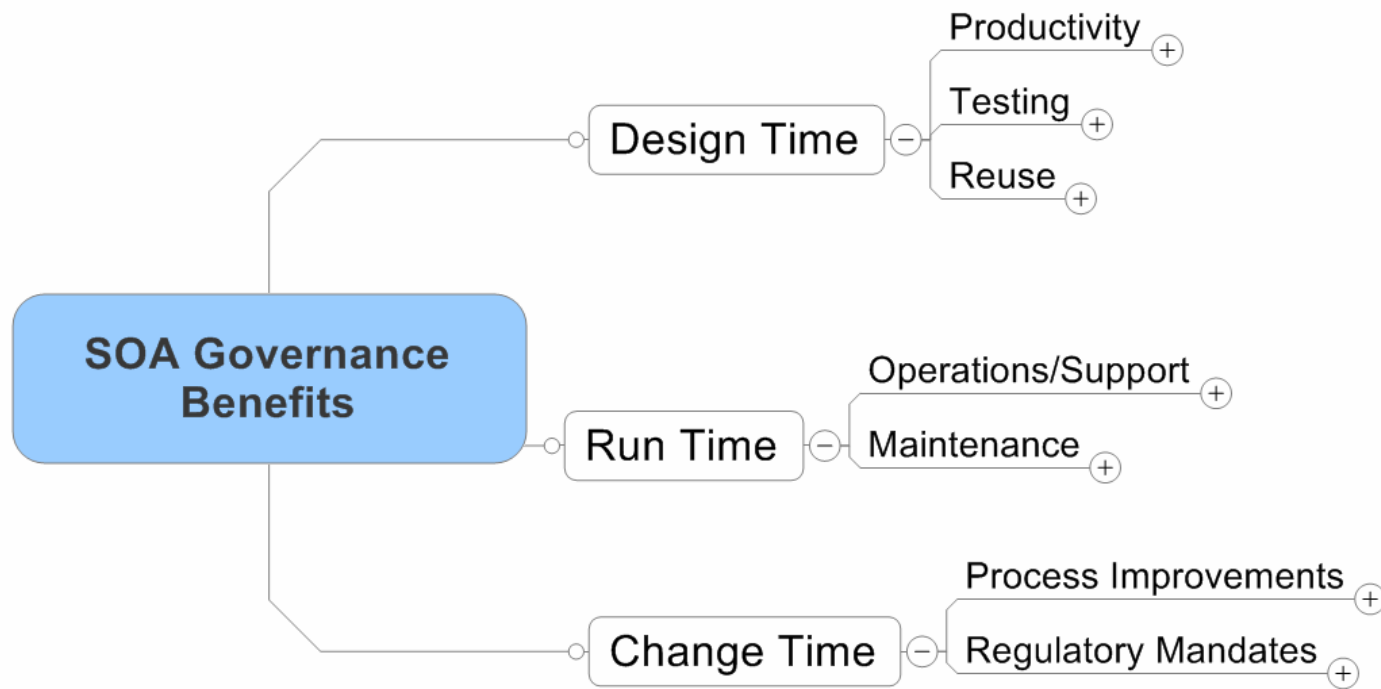 Productivity
Testing
Design Time
Reuse
SOA Governance
Benefits
Operations/Support
Run Time
Maintenance
Process Improvements
Change Time
Regulatory Mandates